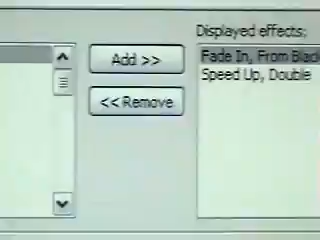 Displayed effects:
Add >>
Fade In, From Black
Speed Up, Double
<< Remove